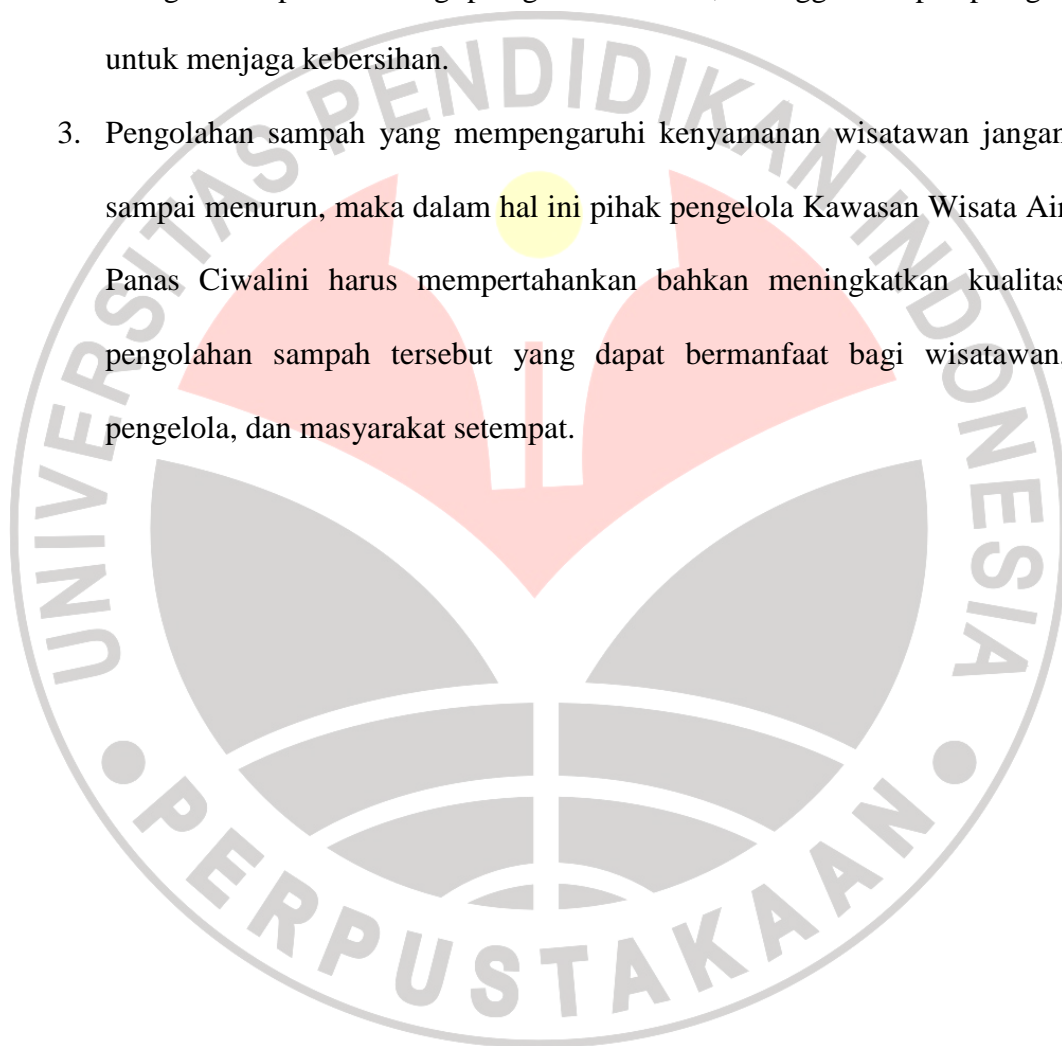 untuk menjaga kebersihan.
3. Pengolahan sampah yang mempengaruhi kenyamanan wisatawan jangan
sampai menurun, maka dalam hal ini pihak pengelola Kawasan Wisata Air
Panas Ciwalini harus mempertahankan bahkan meningkatkan kualitas
pengolahan sampah tersebut yang dapat bermanfaat bagi wisatawan,
pengelola, dan masyarakat setempat.
UNIVERSITAS PENDIDIKAN INDONESIA
PERPUSTAKAAN